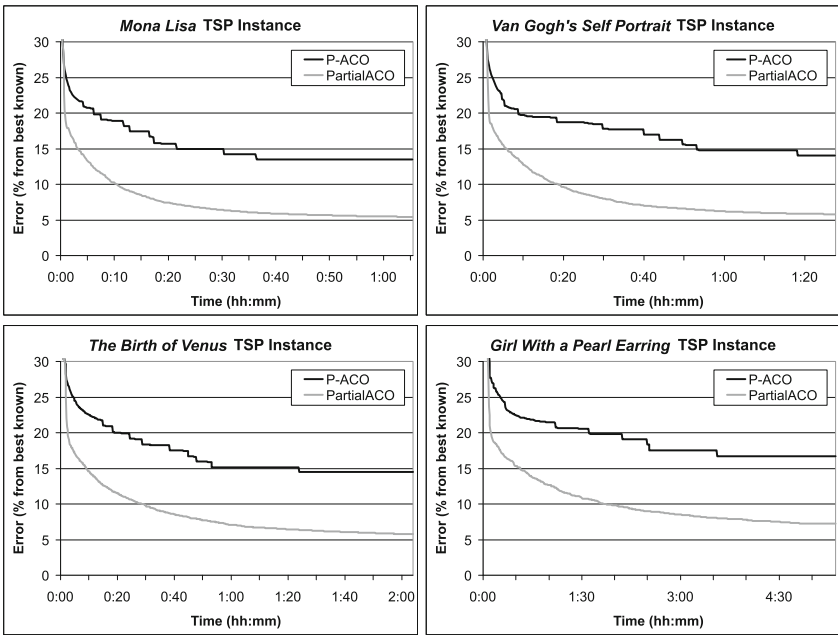 Mona Lisa TSP Instance
Error (% from best known)
30
25
20
15
10
5
0
P-ACO
PartialACO
0:00 0:10 0:20 0:30 0:40 0:50 1:00
Time (hh:mm)
Van Gogh's Self Portrait TSP Instance
Error (% from best known)
30
25
20
15
10
5
0
P-ACO
PartialACO
0:00 0:20 0:40 1:00 1:20
Time (hh:mm)
The Birth of Venus TSP Instance
Error (% from best known)
30
25
20
15
10
5
0
P-ACO
PartialACO
0:00 0:20 0:40 1:00 1:20 1:40 2:00
Time (hh:mm)
Girl With a Pearl Earring TSP Instance
Error (% from best known)
30
25
20
15
10
5
0
P-ACO
PartialACO
0:00 1:30 3:00 4:30
Time (hh:mm)